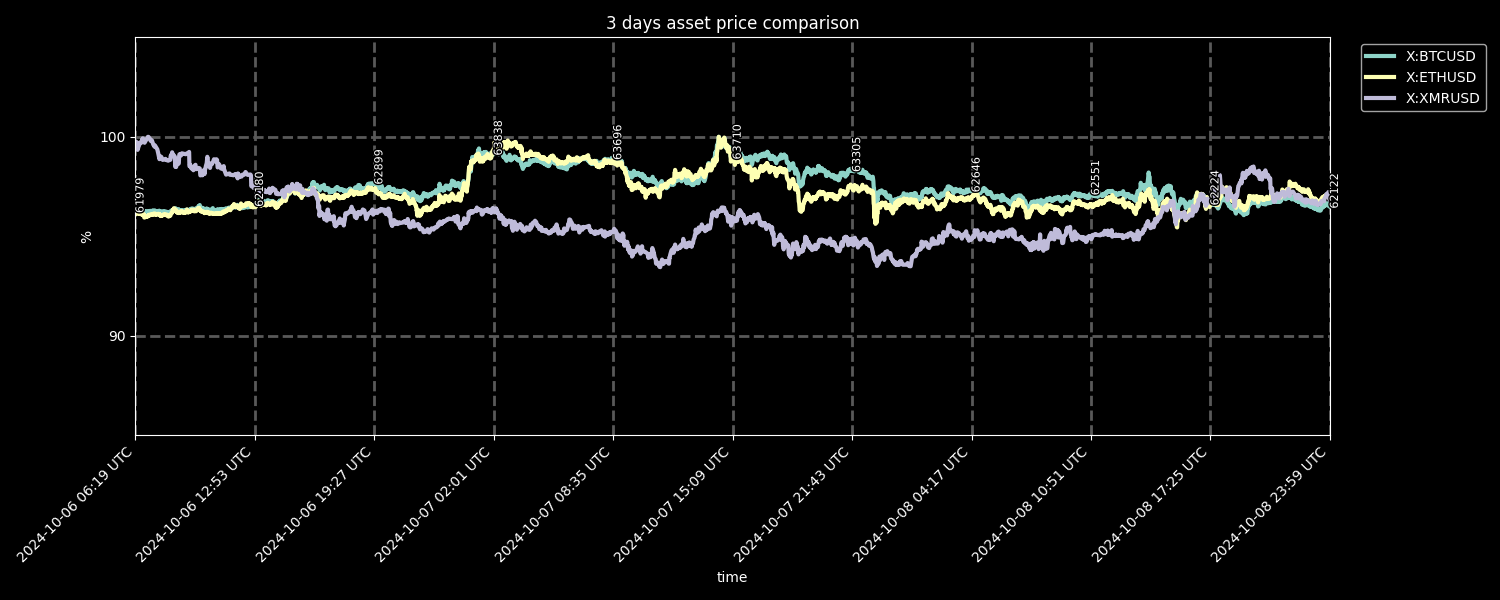 3 days asset price comparison
X:BTCUSD
X:ETHUSD
X:XMRUSD
100
90
%
61979
62180
62899
63838
63696
63710
63305
62646
62551
62224
62122
2024-10-06 06:19 UTC
2024-10-06 12:53 UTC
2024-10-06 19:27 UTC
2024-10-07 02:01 UTC
2024-10-07 08:35 UTC
2024-10-07 15:09 UTC
2024-10-07 21:43 UTC
2024-10-08 04:17 UTC
2024-10-08 10:51 UTC
2024-10-08 17:25 UTC
2024-10-08 23:59 UTC
time